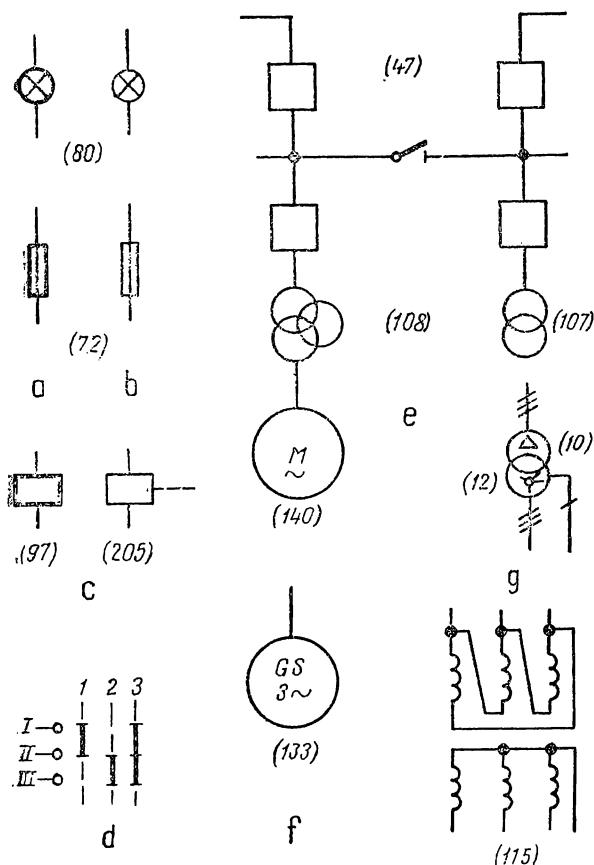 (80)
(47)
(72)
a b
(108)
(107)
e
M
~
(140)
(10)
(12)
(97) (205)
c
g
GS
3~
(133)
1 2 3
I
II
III
d
f
(115)